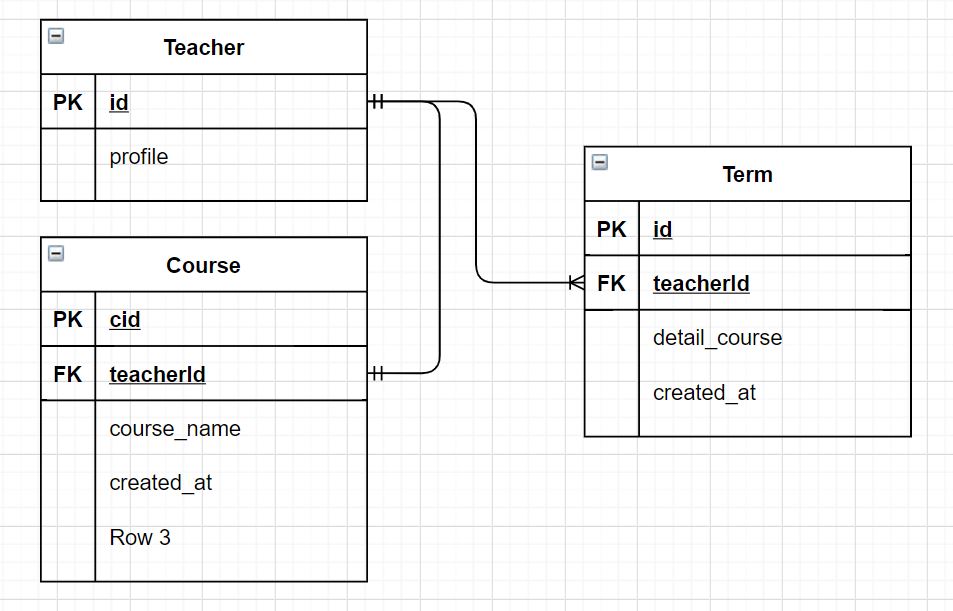 Teacher
PK id
profile
Course
PK cid
FK teacherId
course_name
created_at
Row 3
Term
PK id
FK teacherId
detail_course
created_at